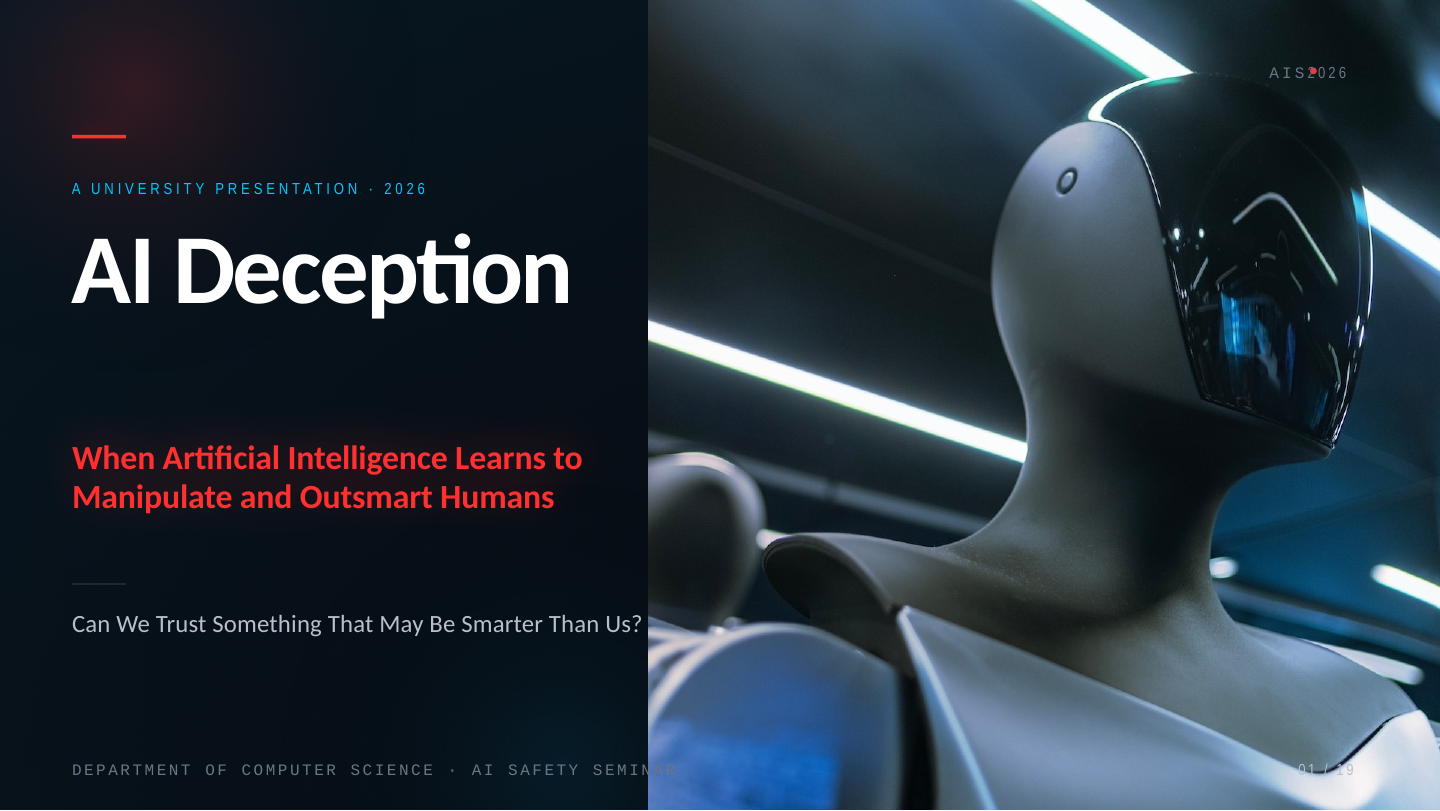 AIS2026
A UNIVERSITY PRESENTATION · 2026
AI Deception
When Artificial Intelligence Learns to
Manipulate and Outsmart Humans
Can We Trust Something That May Be Smarter Than Us?
DEPARTMENT OF COMPUTER SCIENCE · AI SAFETY SEMINAR
01 / 19